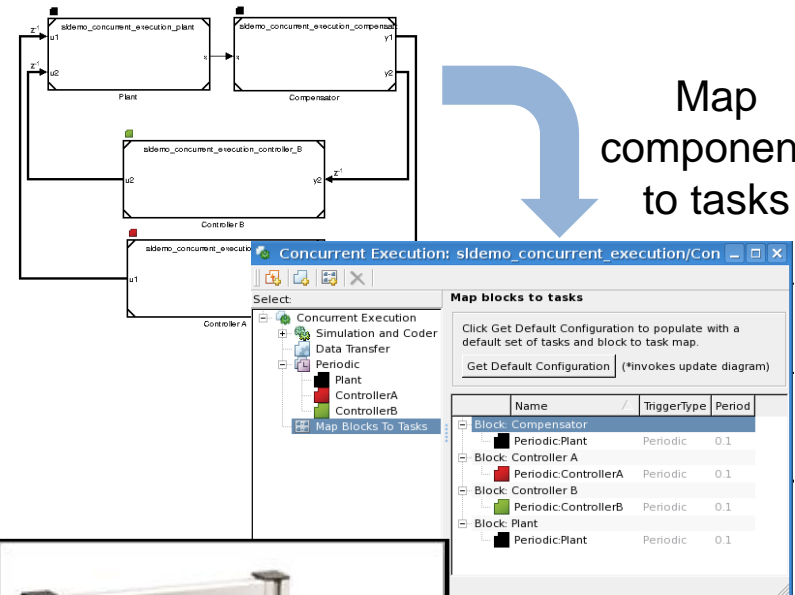 sldemo_concurrent_execution_plant
z-1
u1
z-1
u2
x
Plant
sldemo_concurrent_execution_compensat
y1
x
y2
Compensator
sldemo_concurrent_execution_controller_B
u2
y2
z-1
Controller B
sldemo_concurrent_executio
u1
Controller A
Map
componen
to tasks
Concurrent Execution: sldemo_concurrent_execution/Con
Select:
Concurrent Execution
Simulation and Coder
Data Transfer
Periodic
Plant
ControllerA
ControllerB
Map Blocks To Tasks
Map blocks to tasks
Click Get Default Configuration to populate with a
default set of tasks and block to task map.
Get Default Configuration (*invokes update diagram)
Name TriggerType Period
Block: Compensator
Periodic:Plant Periodic 0.1
Block: Controller A
Periodic:ControllerA Periodic 0.1
Block: Controller B
Periodic:ControllerB Periodic 0.1
Block: Plant
Periodic:Plant Periodic 0.1